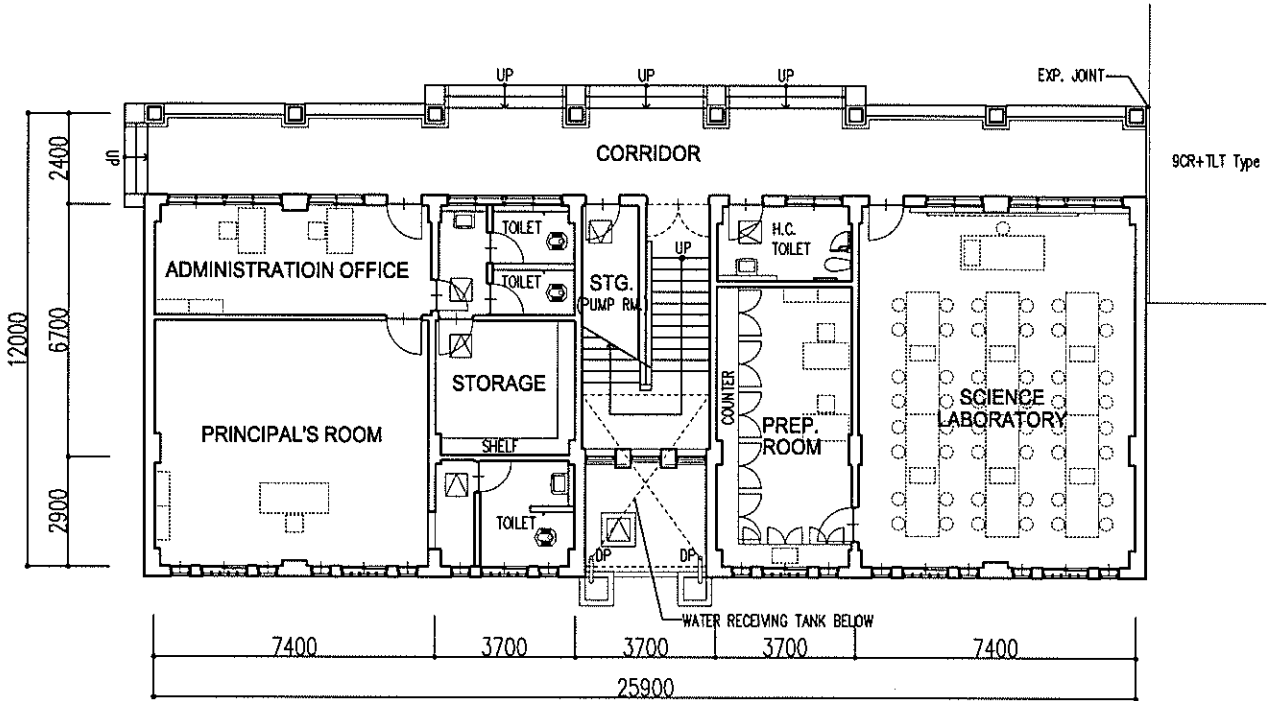 UP UP UP
EXP. JOINT
2400
UP
CORRIDOR
9CR+TLT Type
TOILET
H.C.
TOILET
UP
ADMINISTRATIOIN OFFICE
TOILET
STG.
(PUMP RM.)
12000
6700
STORAGE
COUNTER
SCIENCE
LABORATORY
PRINCIPAL'S ROOM
PREP.
ROOM
SHELF
2900
TOILET
DP DP
WATER RECEIVING TANK BELOW
7400 3700 3700 3700 7400
25900